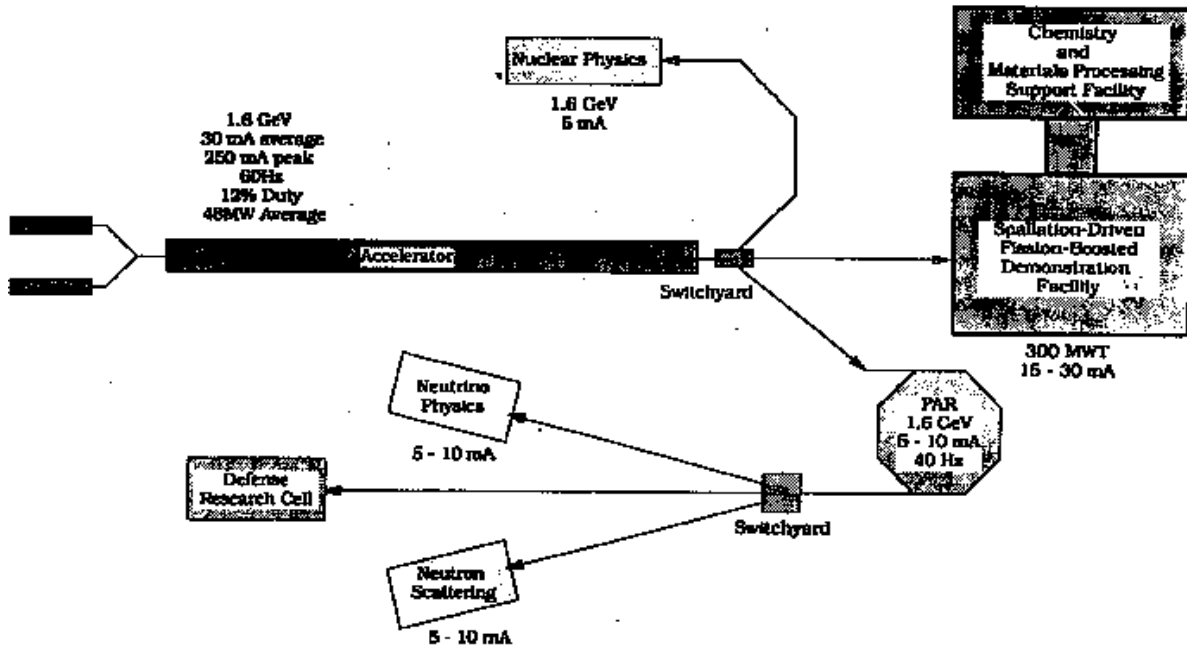 Nuclear Physics
1.6 GeV
5 mA
Chemistry
and
Materials Processing
Support Facility
1.6 GeV
30 mA average
250 mA peak
60Hz
12% Duty
48MW Average
Accelerator
Switchyard
Spallation-Driven
Fission-Boosted
Demonstration
Facility
300 MWT
15 - 30 mA
PAR
1.6 GeV
5 - 10 mA
40 Hz
Neutrino
Physics
5 - 10 mA
Defense
Research Cell
Switchyard
Neutron
Scattering
5 - 10 mA